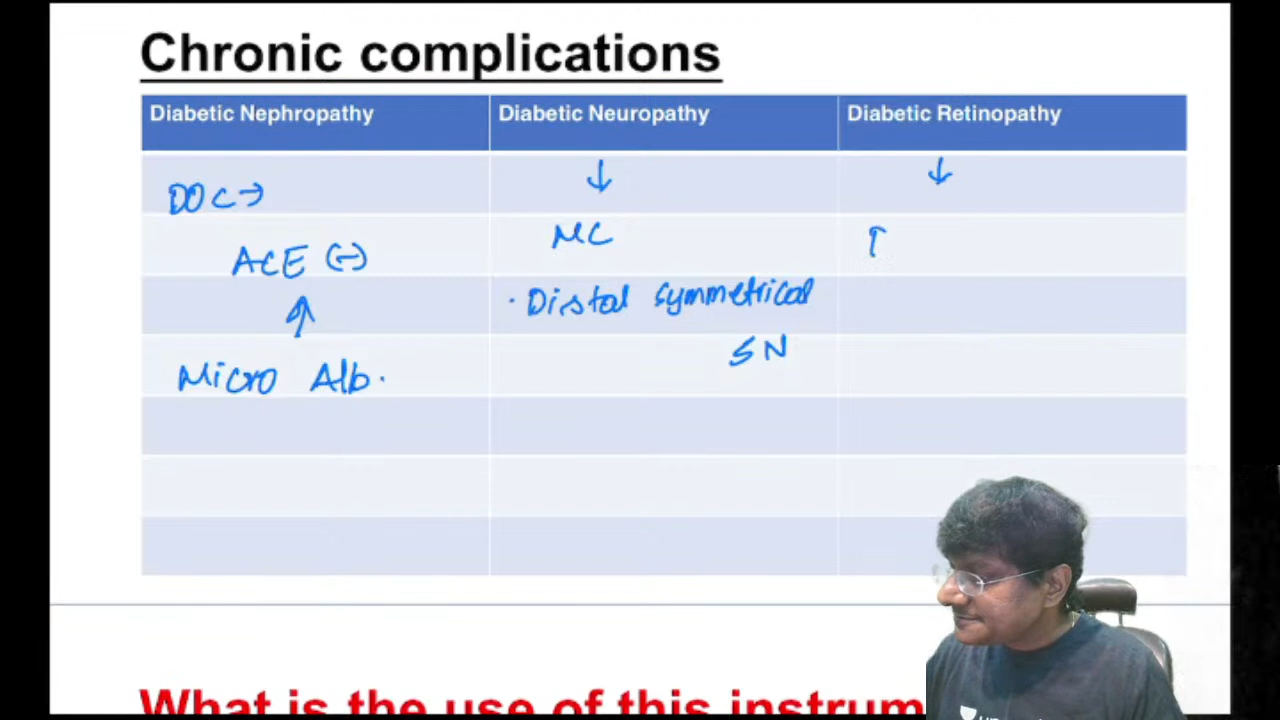 Chronic complications
Diabetic Nephropathy
Diabetic Neuropathy
Diabetic Retinopathy
DOC →
ACE (-)
↑
Micro Alb.
↓
MC
· Distal symmetrical
SN
↓
What is the use of this instrum